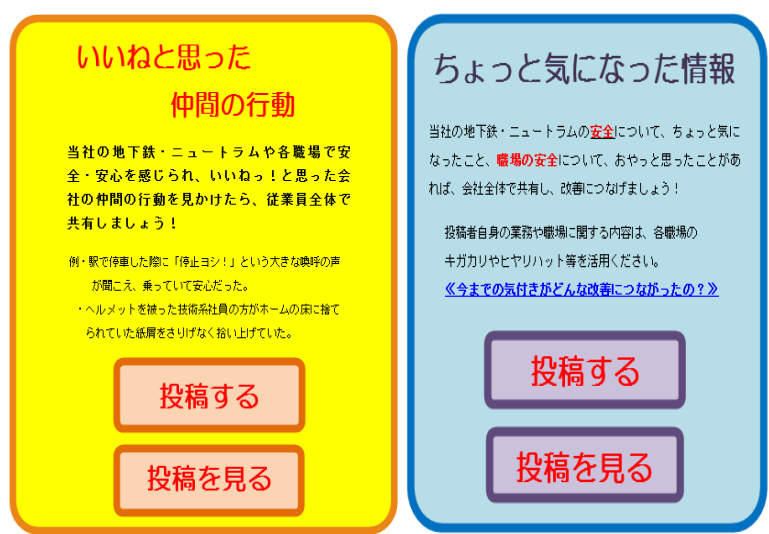 いいねと思った
仲間の行動
当社の地下鉄・ニュートラムや各職場で安
全・安心を感じられ、いいねっ！と思った会
社の仲間の行動を見かけたら、従業員全体で
共有しましょう！
例・駅で停車した際に「停止ヨシ！」という大きな喚呼の声
が聞こえ、乗っていて安心だった。
・ヘルメットを被った技術系社員の方がホームの床に捨て
られていた紙屑をさりげなく拾い上げていた。
投稿する
投稿を見る
ちょっと気になった情報
当社の地下鉄・ニュートラムの安全について、ちょっと気に
なったこと、職場の安全について、おやっと思ったことがあ
れば、会社全体で共有し、改善につなげましょう！
投稿者自身の業務や職場に関する内容は、各職場の
キガカリやヒヤリハット等を活用ください。
《今までの気付きがどんな改善につながったの？》
投稿する
投稿を見る